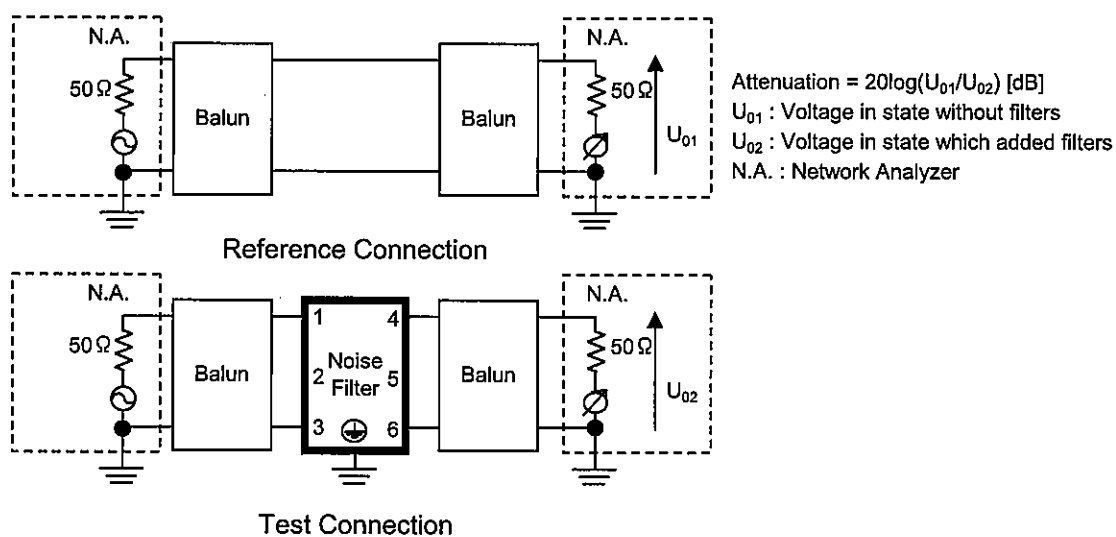 N.A.
N.A.
50Ω
Balun
Balun
50Ω
U01
Attenuation = 20log(U01/U02) [dB]
U01 : Voltage in state without filters
U02 : Voltage in state which added filters
N.A. : Network Analyzer
Reference Connection
N.A.
N.A.
50Ω
Balun
1 4
2 Noise Filter 5
3 6
Balun
50Ω
U02
Test Connection